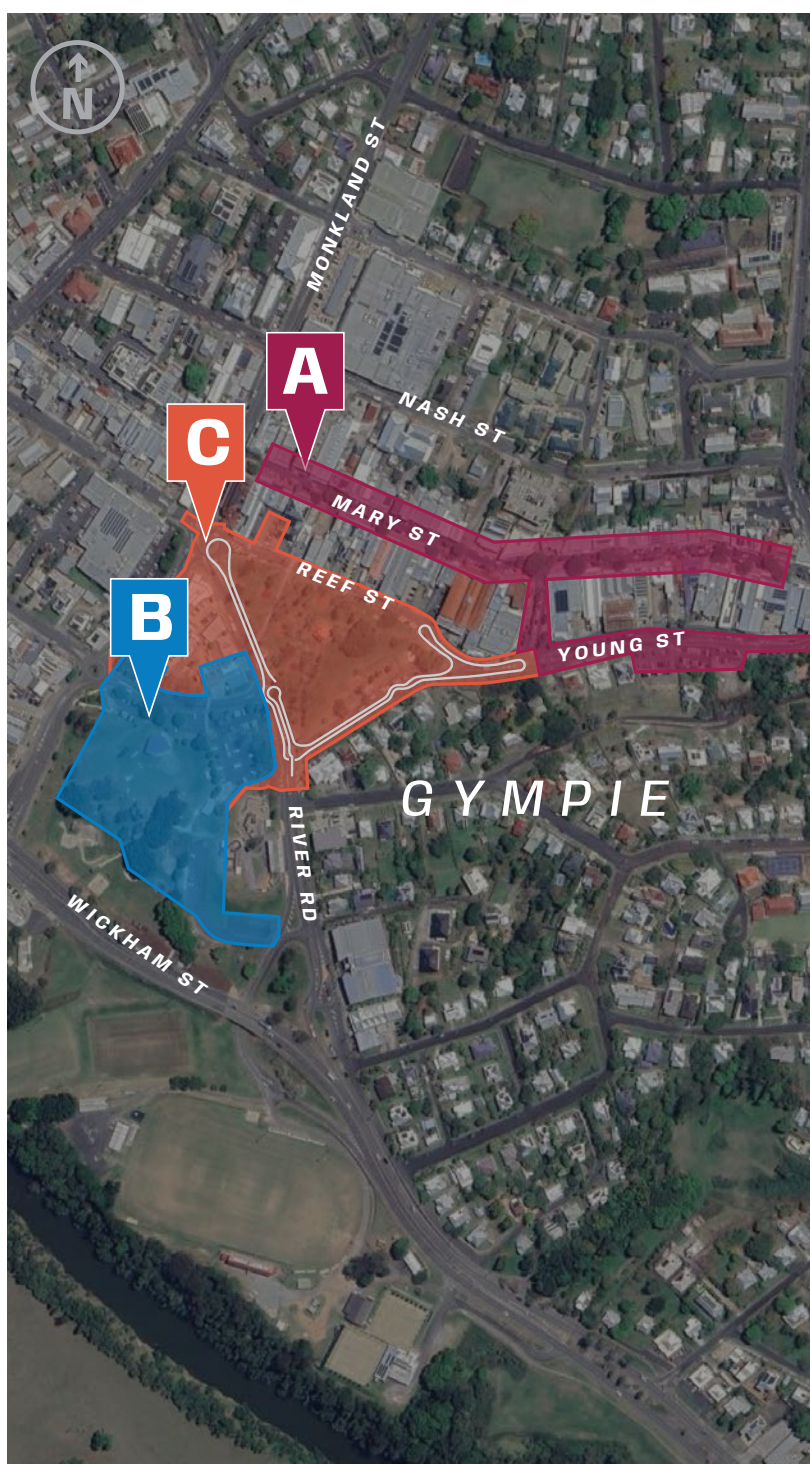 N
MONKLAND ST
A
NASH ST
C
MARY ST
REEF ST
B
YOUNG ST
GYMPIE
RIVER RD
WICKHAM ST